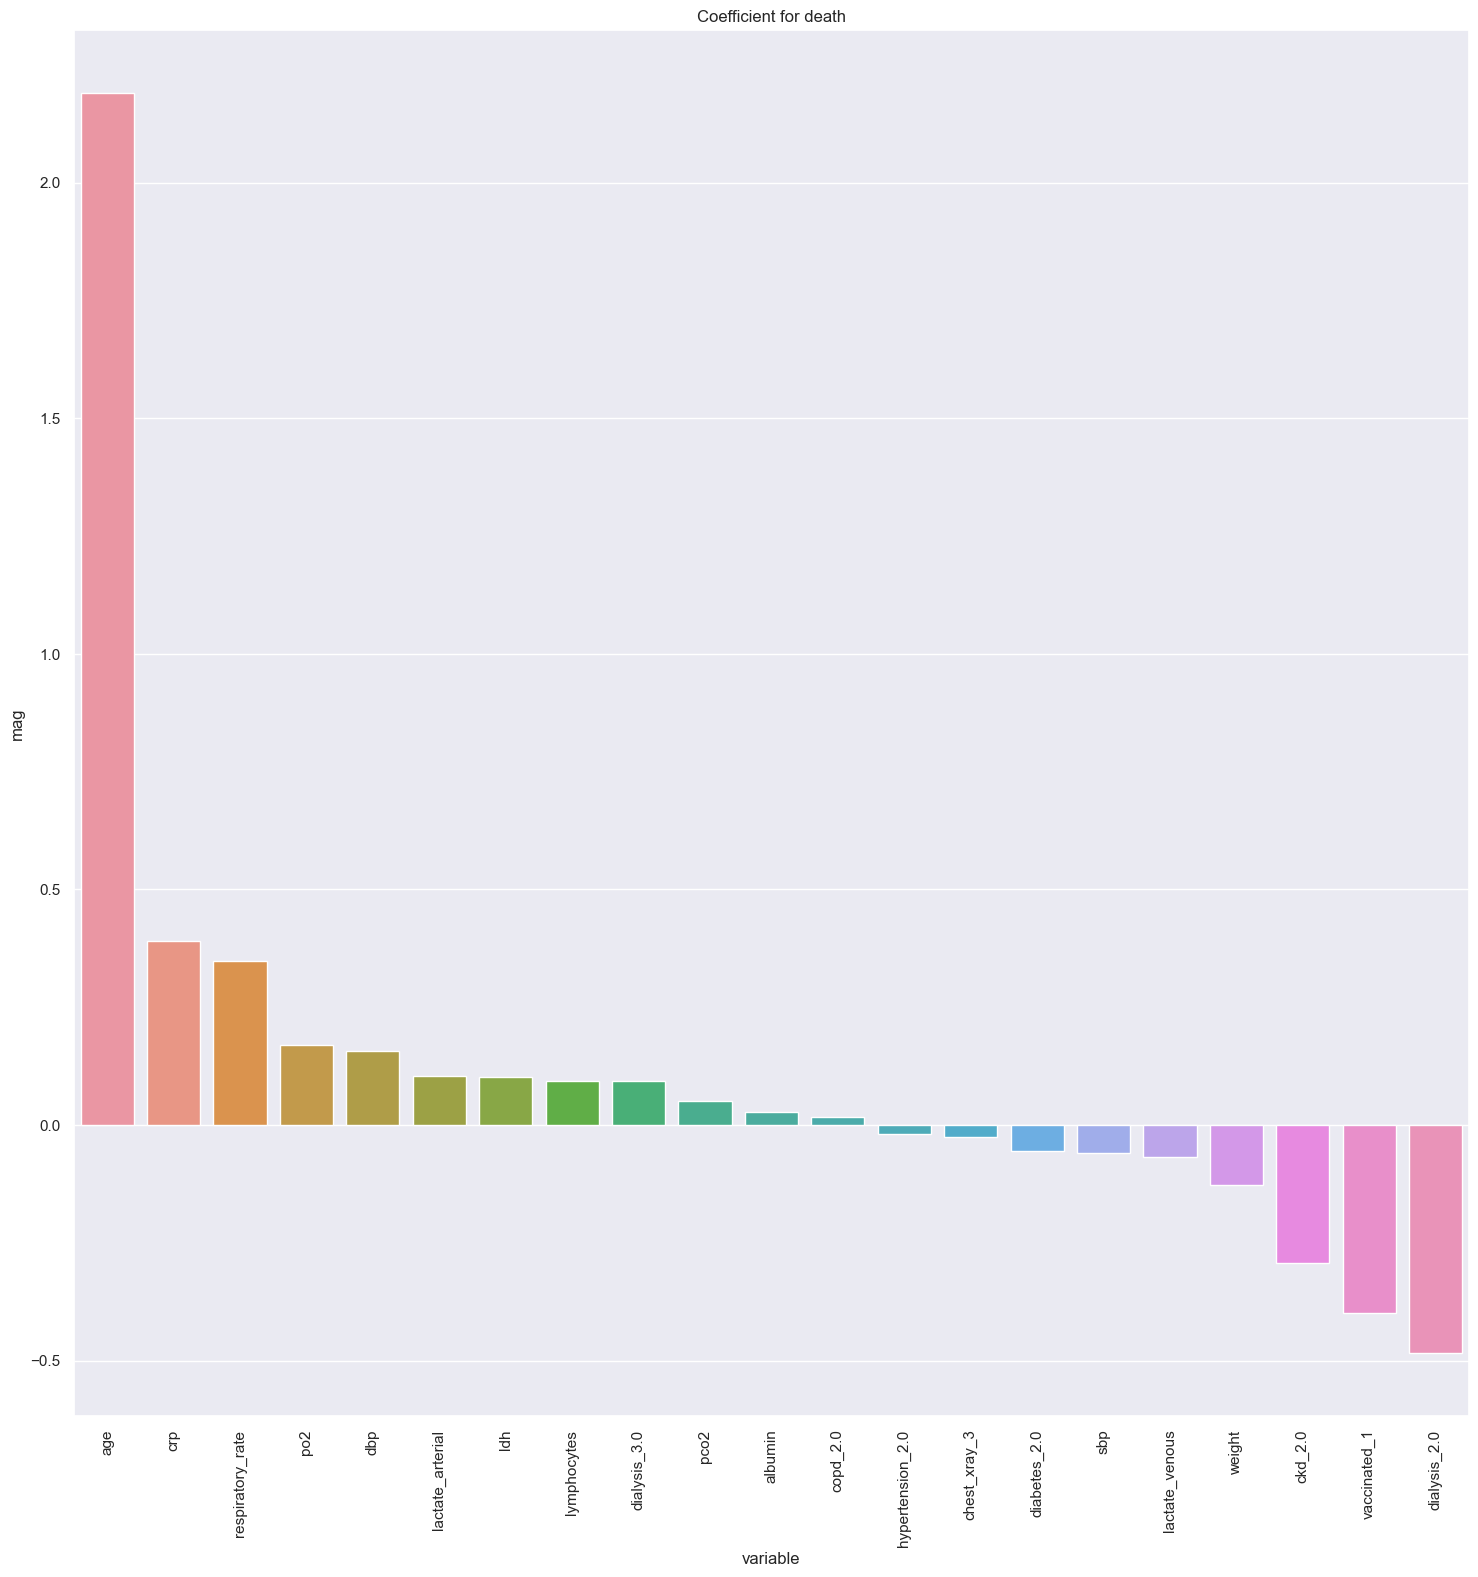 Coefficient for death
mag
2.0
1.5
1.0
0.5
0.0
−0.5
age
crp
respiratory_rate
po2
dbp
lactate_arterial
ldh
lymphocytes
dialysis_3.0
pco2
albumin
copd_2.0
hypertension_2.0
chest_xray_3
diabetes_2.0
sbp
lactate_venous
weight
ckd_2.0
vaccinated_1
dialysis_2.0
variable